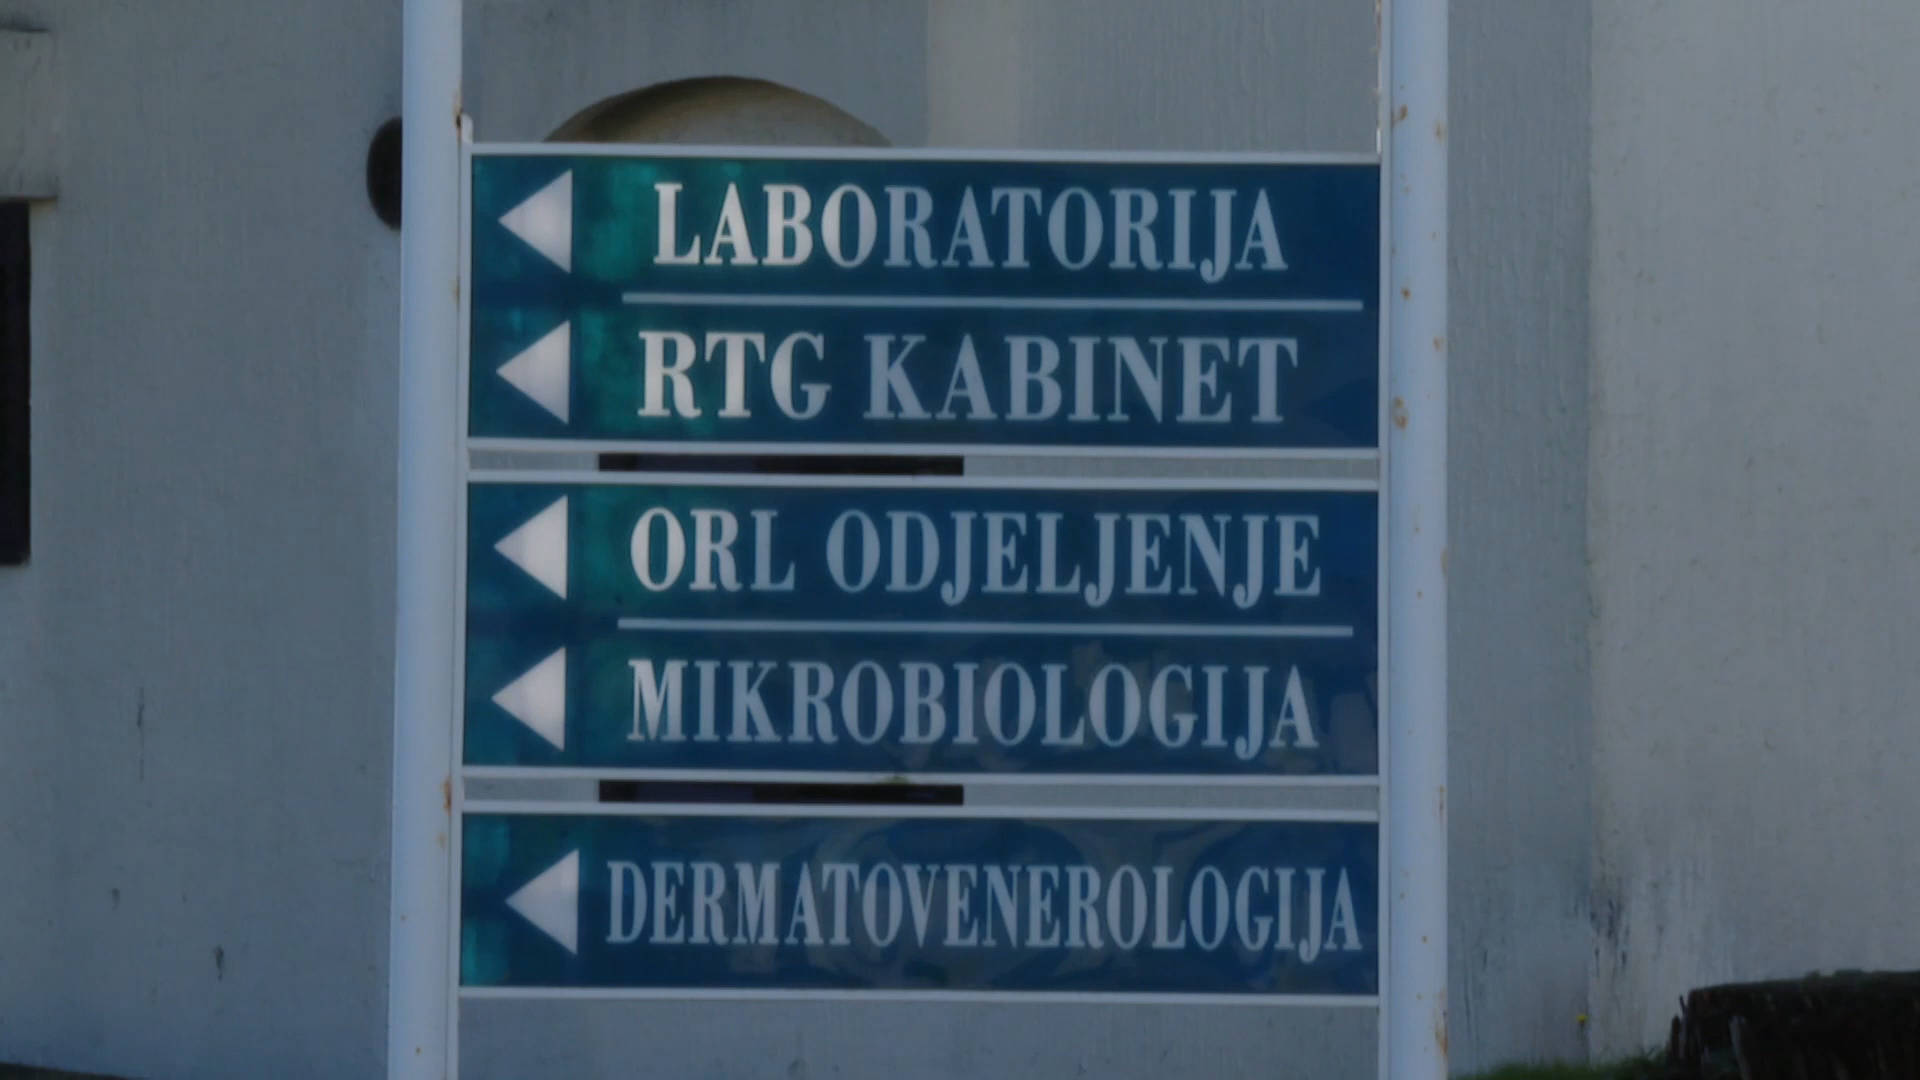 LABORATORIJA
RTG KABINET
ORL ODJELJENJE
MIKROBIOLOGIJA
DERMATOVENEROLOGIJA